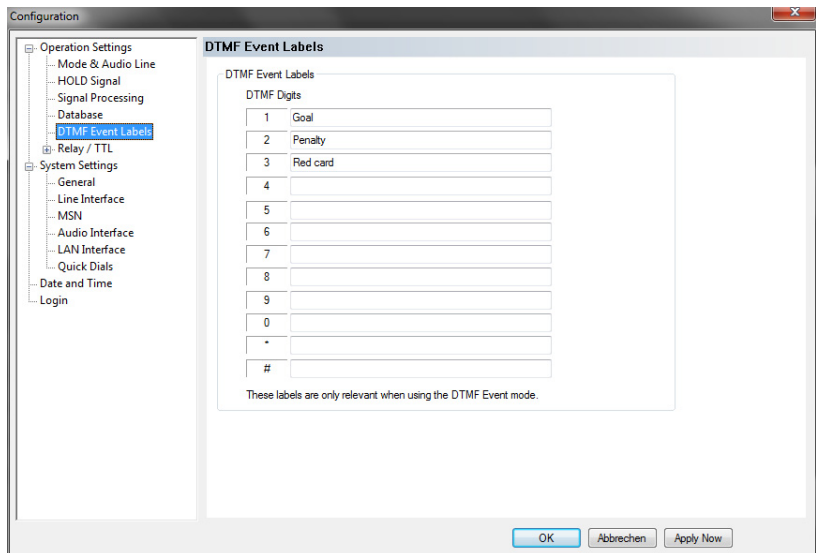 Configuration
Operation Settings
Mode & Audio Line
HOLD Signal
Signal Processing
Database
DTMF Event Labels
Relay / TTL
System Settings
General
Line Interface
MSN
Audio Interface
LAN Interface
Quick Dials
Date and Time
Login
DTMF Event Labels
DTMF Event Labels
DTMF Digits
1 Goal
2 Penalty
3 Red card
4
5
6
7
8
9
0
*
#
These labels are only relevant when using the DTMF Event mode.
OK Abbrechen Apply Now